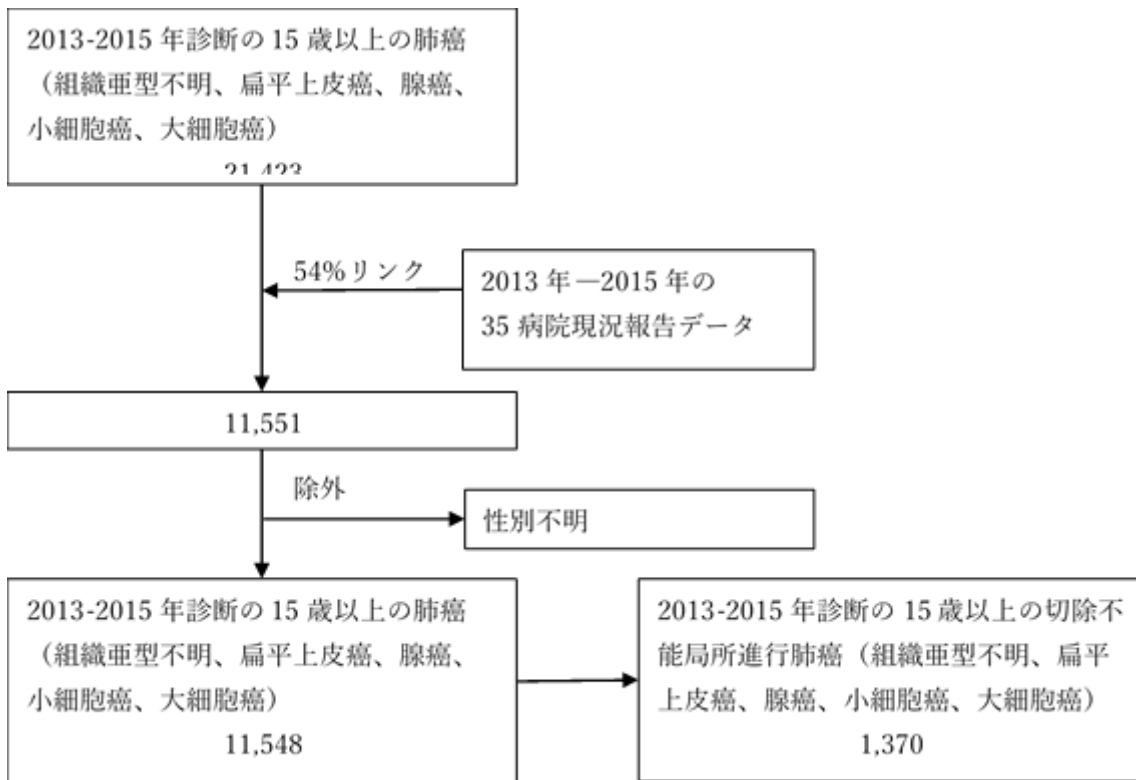 2013-2015 年診断の 15 歳以上の肺癌
（組織亜型不明、扁平上皮癌、腺癌、
小細胞癌、大細胞癌）
21,423
54%リンク
2013 年―2015 年の
35 病院現況報告データ
11,551
除外
性別不明
2013-2015 年診断の 15 歳以上の肺癌
（組織亜型不明、扁平上皮癌、腺癌、
小細胞癌、大細胞癌）
11,548
2013-2015 年診断の 15 歳以上の切除不
能局所進行肺癌（組織亜型不明、扁平
上皮癌、腺癌、小細胞癌、大細胞癌）
1,370